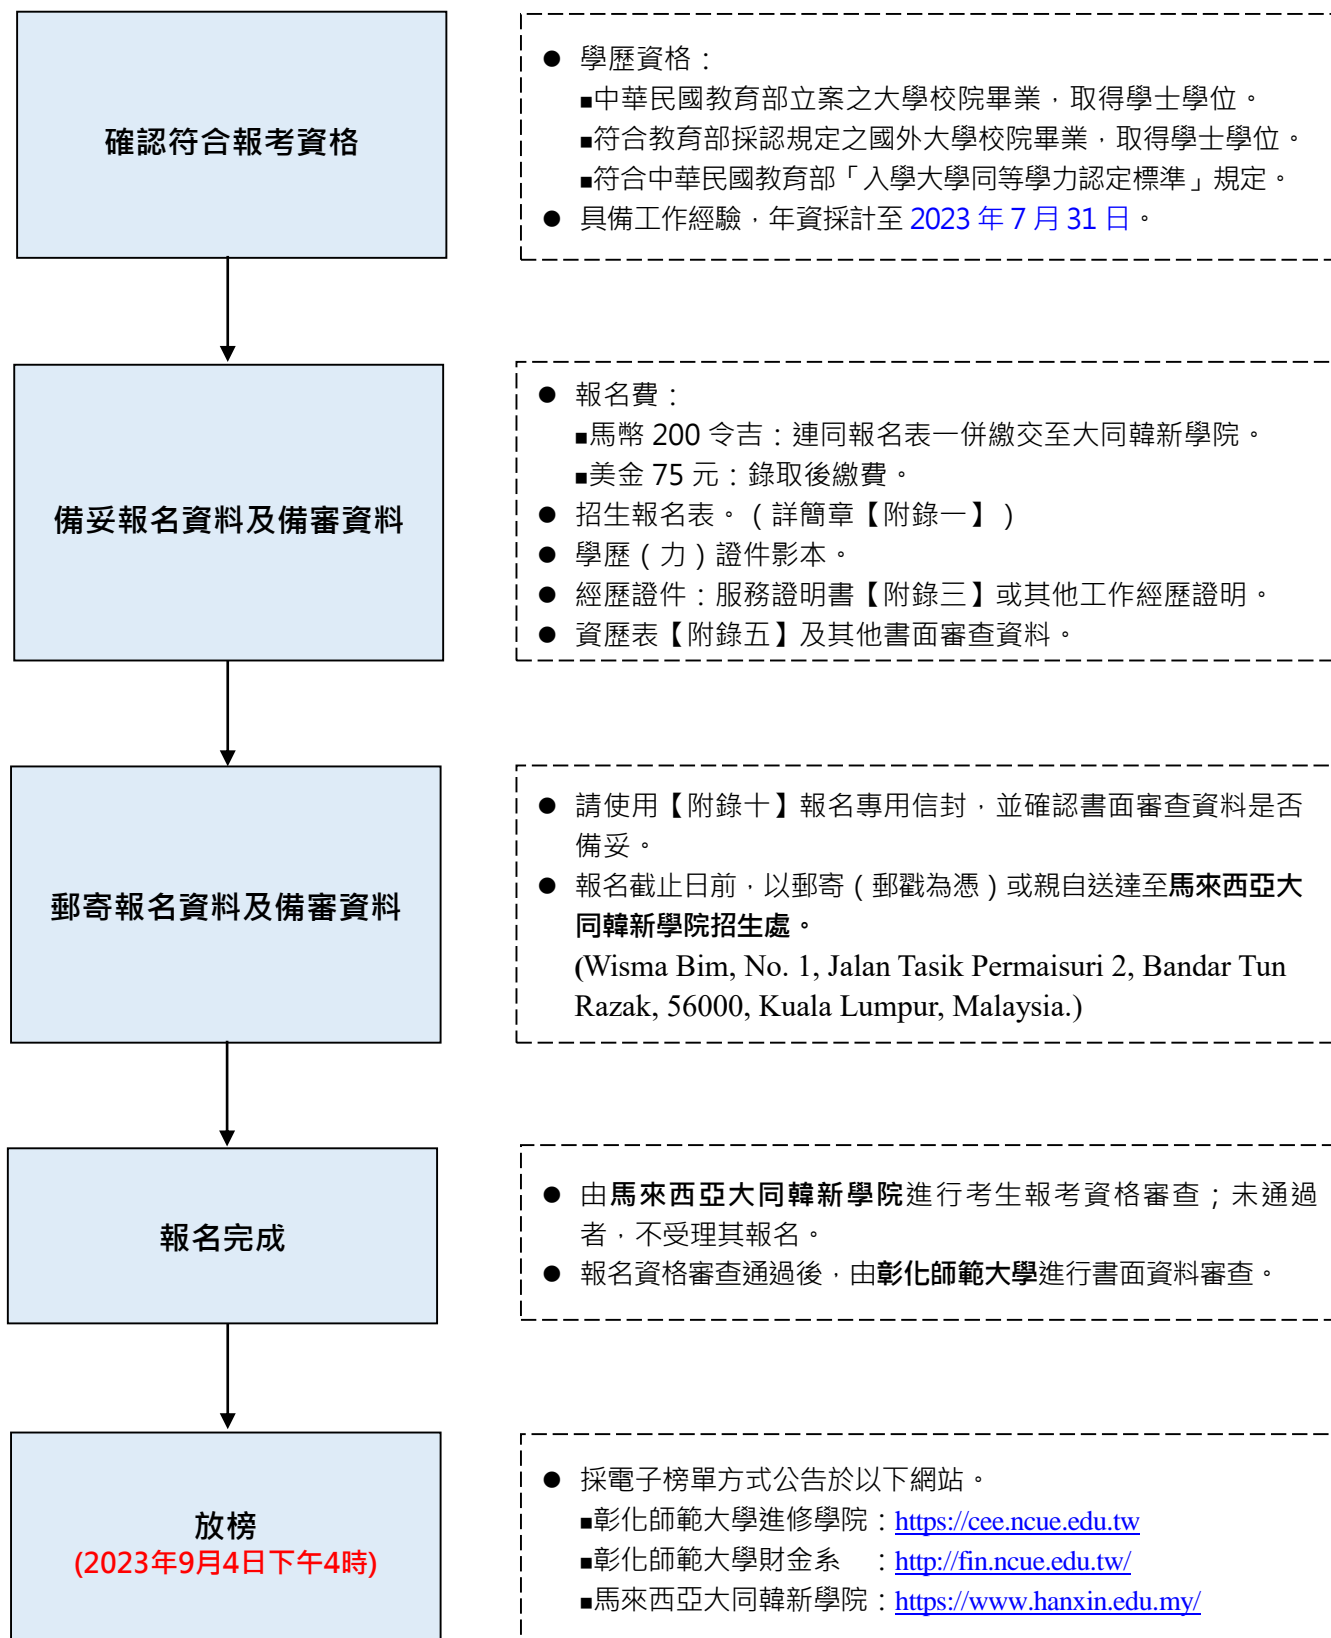 確認符合報考資格
● 學歷資格：
■中華民國教育部立案之大學校院畢業，取得學士學位。
■符合教育部採認規定之國外大學校院畢業，取得學士學位。
■符合中華民國教育部「入學大學同等學力認定標準」規定。
● 具備工作經驗，年資採計至 2023 年 7 月 31 日。
備妥報名資料及備審資料
● 報名費：
■馬幣 200 令吉：連同報名表一併繳交至大同韓新學院。
■美金 75 元：錄取後繳費。
● 招生報名表。（詳簡章【附錄一】）
● 學歷（力）證件影本。
● 經歷證件：服務證明書【附錄三】或其他工作經歷證明。
● 資歷表【附錄五】及其他書面審查資料。
郵寄報名資料及備審資料
● 請使用【附錄十】報名專用信封，並確認書面審查資料是否
備妥。
● 報名截止日前，以郵寄（郵戳為憑）或親自送達至馬來西亞大
同韓新學院招生處。
(Wisma Bim, No. 1, Jalan Tasik Permaisuri 2, Bandar Tun
Razak, 56000, Kuala Lumpur, Malaysia.)
報名完成
● 由馬來西亞大同韓新學院進行考生報考資格審查；未通過
者，不受理其報名。
● 報名資格審查通過後，由彰化師範大學進行書面資料審查。
放榜
(2023年9月4日下午4時)
● 採電子榜單方式公告於以下網站。
■彰化師範大學進修學院：https://cee.ncue.edu.tw
■彰化師範大學財金系　：http://fin.ncue.edu.tw/
■馬來西亞大同韓新學院：https://www.hanxin.edu.my/